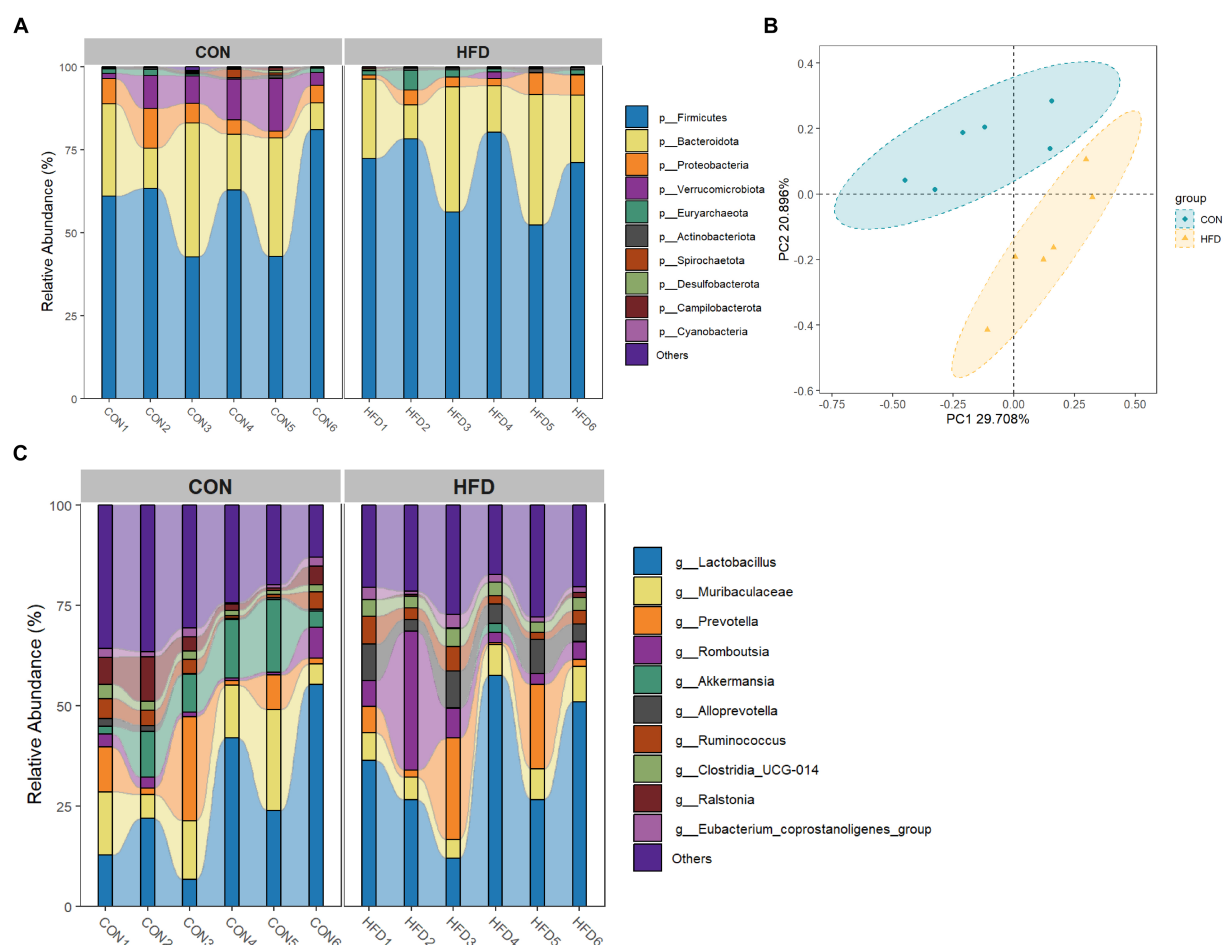 A
CON
HFD
Relative Abundance (%)
100
75
50
25
0
CON1
CON2
CON3
CON4
CON5
CON6
HFD1
HFD2
HFD3
HFD4
HFD5
HFD6
p__Firmicutes
p__Bacteroidota
p__Proteobacteria
p__Verrucomicrobiota
p__Euryarchaeota
p__Actinobacteriota
p__Spirochaetota
p__Desulfobacterota
p__Campilobacterota
p__Cyanobacteria
Others
B
PC2 20.896%
0.4
0.2
0.0
-0.2
-0.4
-0.6
-0.75
-0.50
-0.25
0.00
0.25
0.50
PC1 29.708%
group
CON
HFD
C
CON
HFD
Relative Abundance (%)
100
75
50
25
0
CON1
CON2
CON3
CON4
CON5
CON6
HFD1
HFD2
HFD3
HFD4
HFD5
HFD6
g__Lactobacillus
g__Muribaculaceae
g__Prevotella
g__Romboutsia
g__Akkermansia
g__Alloprevotella
g__Ruminococcus
g__Clostridia_UCG-014
g__Ralstonia
g__Eubacterium_coprostanoligenes_group
Others